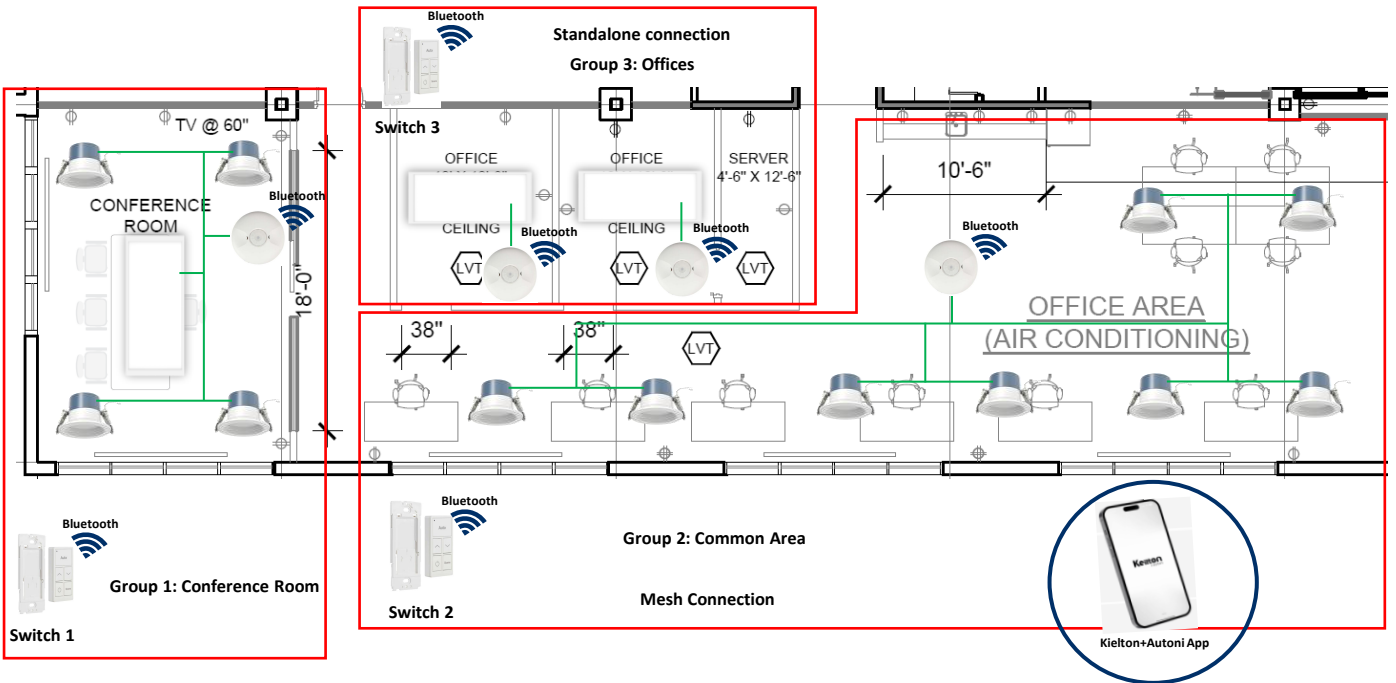 Bluetooth
Standalone connection
Group 3: Offices
Switch 3
TV @ 60"
CONFERENCE
ROOM
Bluetooth
18'-0"
OFFICE
CEILING
Bluetooth
LVT
OFFICE
CEILING
Bluetooth
LVT
SERVER
4'-6" X 12'-6"
LVT
10'-6"
Bluetooth
OFFICE AREA
(AIR CONDITIONING)
38"
38"
LVT
Bluetooth
Group 1: Conference Room
Switch 1
Bluetooth
Group 2: Common Area
Mesh Connection
Switch 2
Kielton+Autoni App